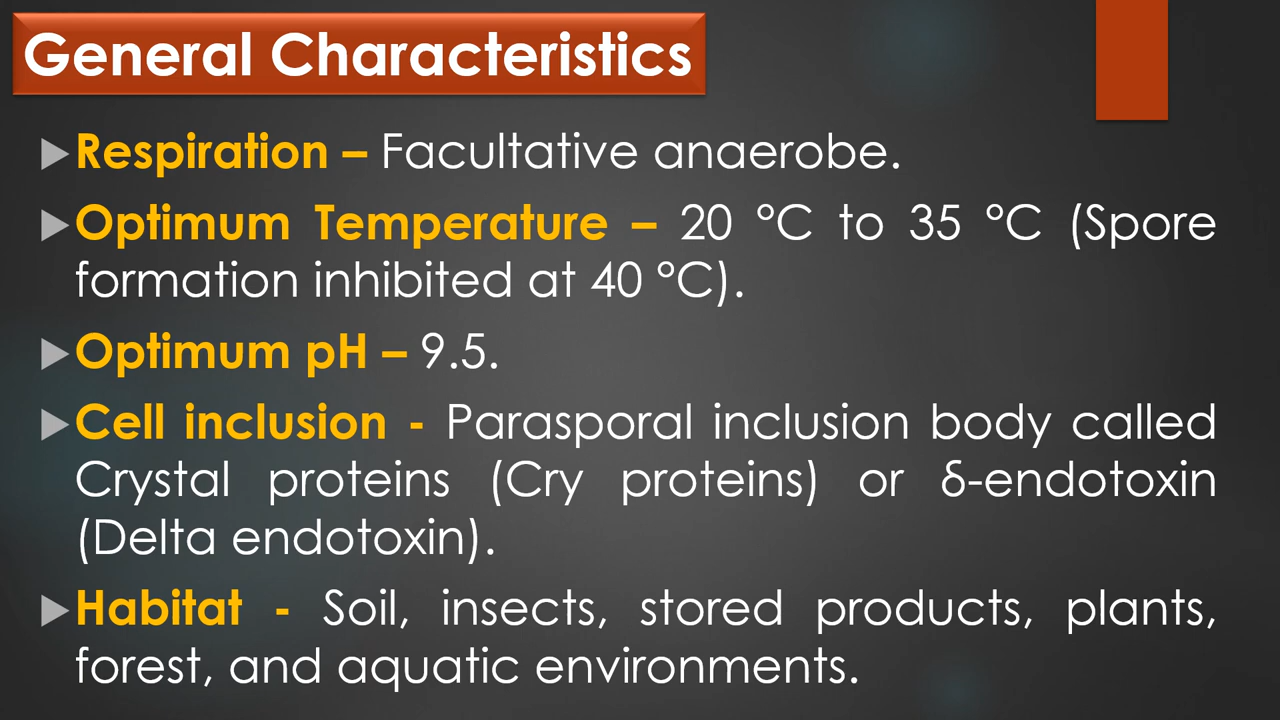 General Characteristics
Respiration – Facultative anaerobe.
Optimum Temperature – 20 °C to 35 °C (Spore
formation inhibited at 40 °C).
Optimum pH – 9.5.
Cell inclusion - Parasporal inclusion body called
Crystal proteins (Cry proteins) or δ-endotoxin
(Delta endotoxin).
Habitat - Soil, insects, stored products, plants,
forest, and aquatic environments.